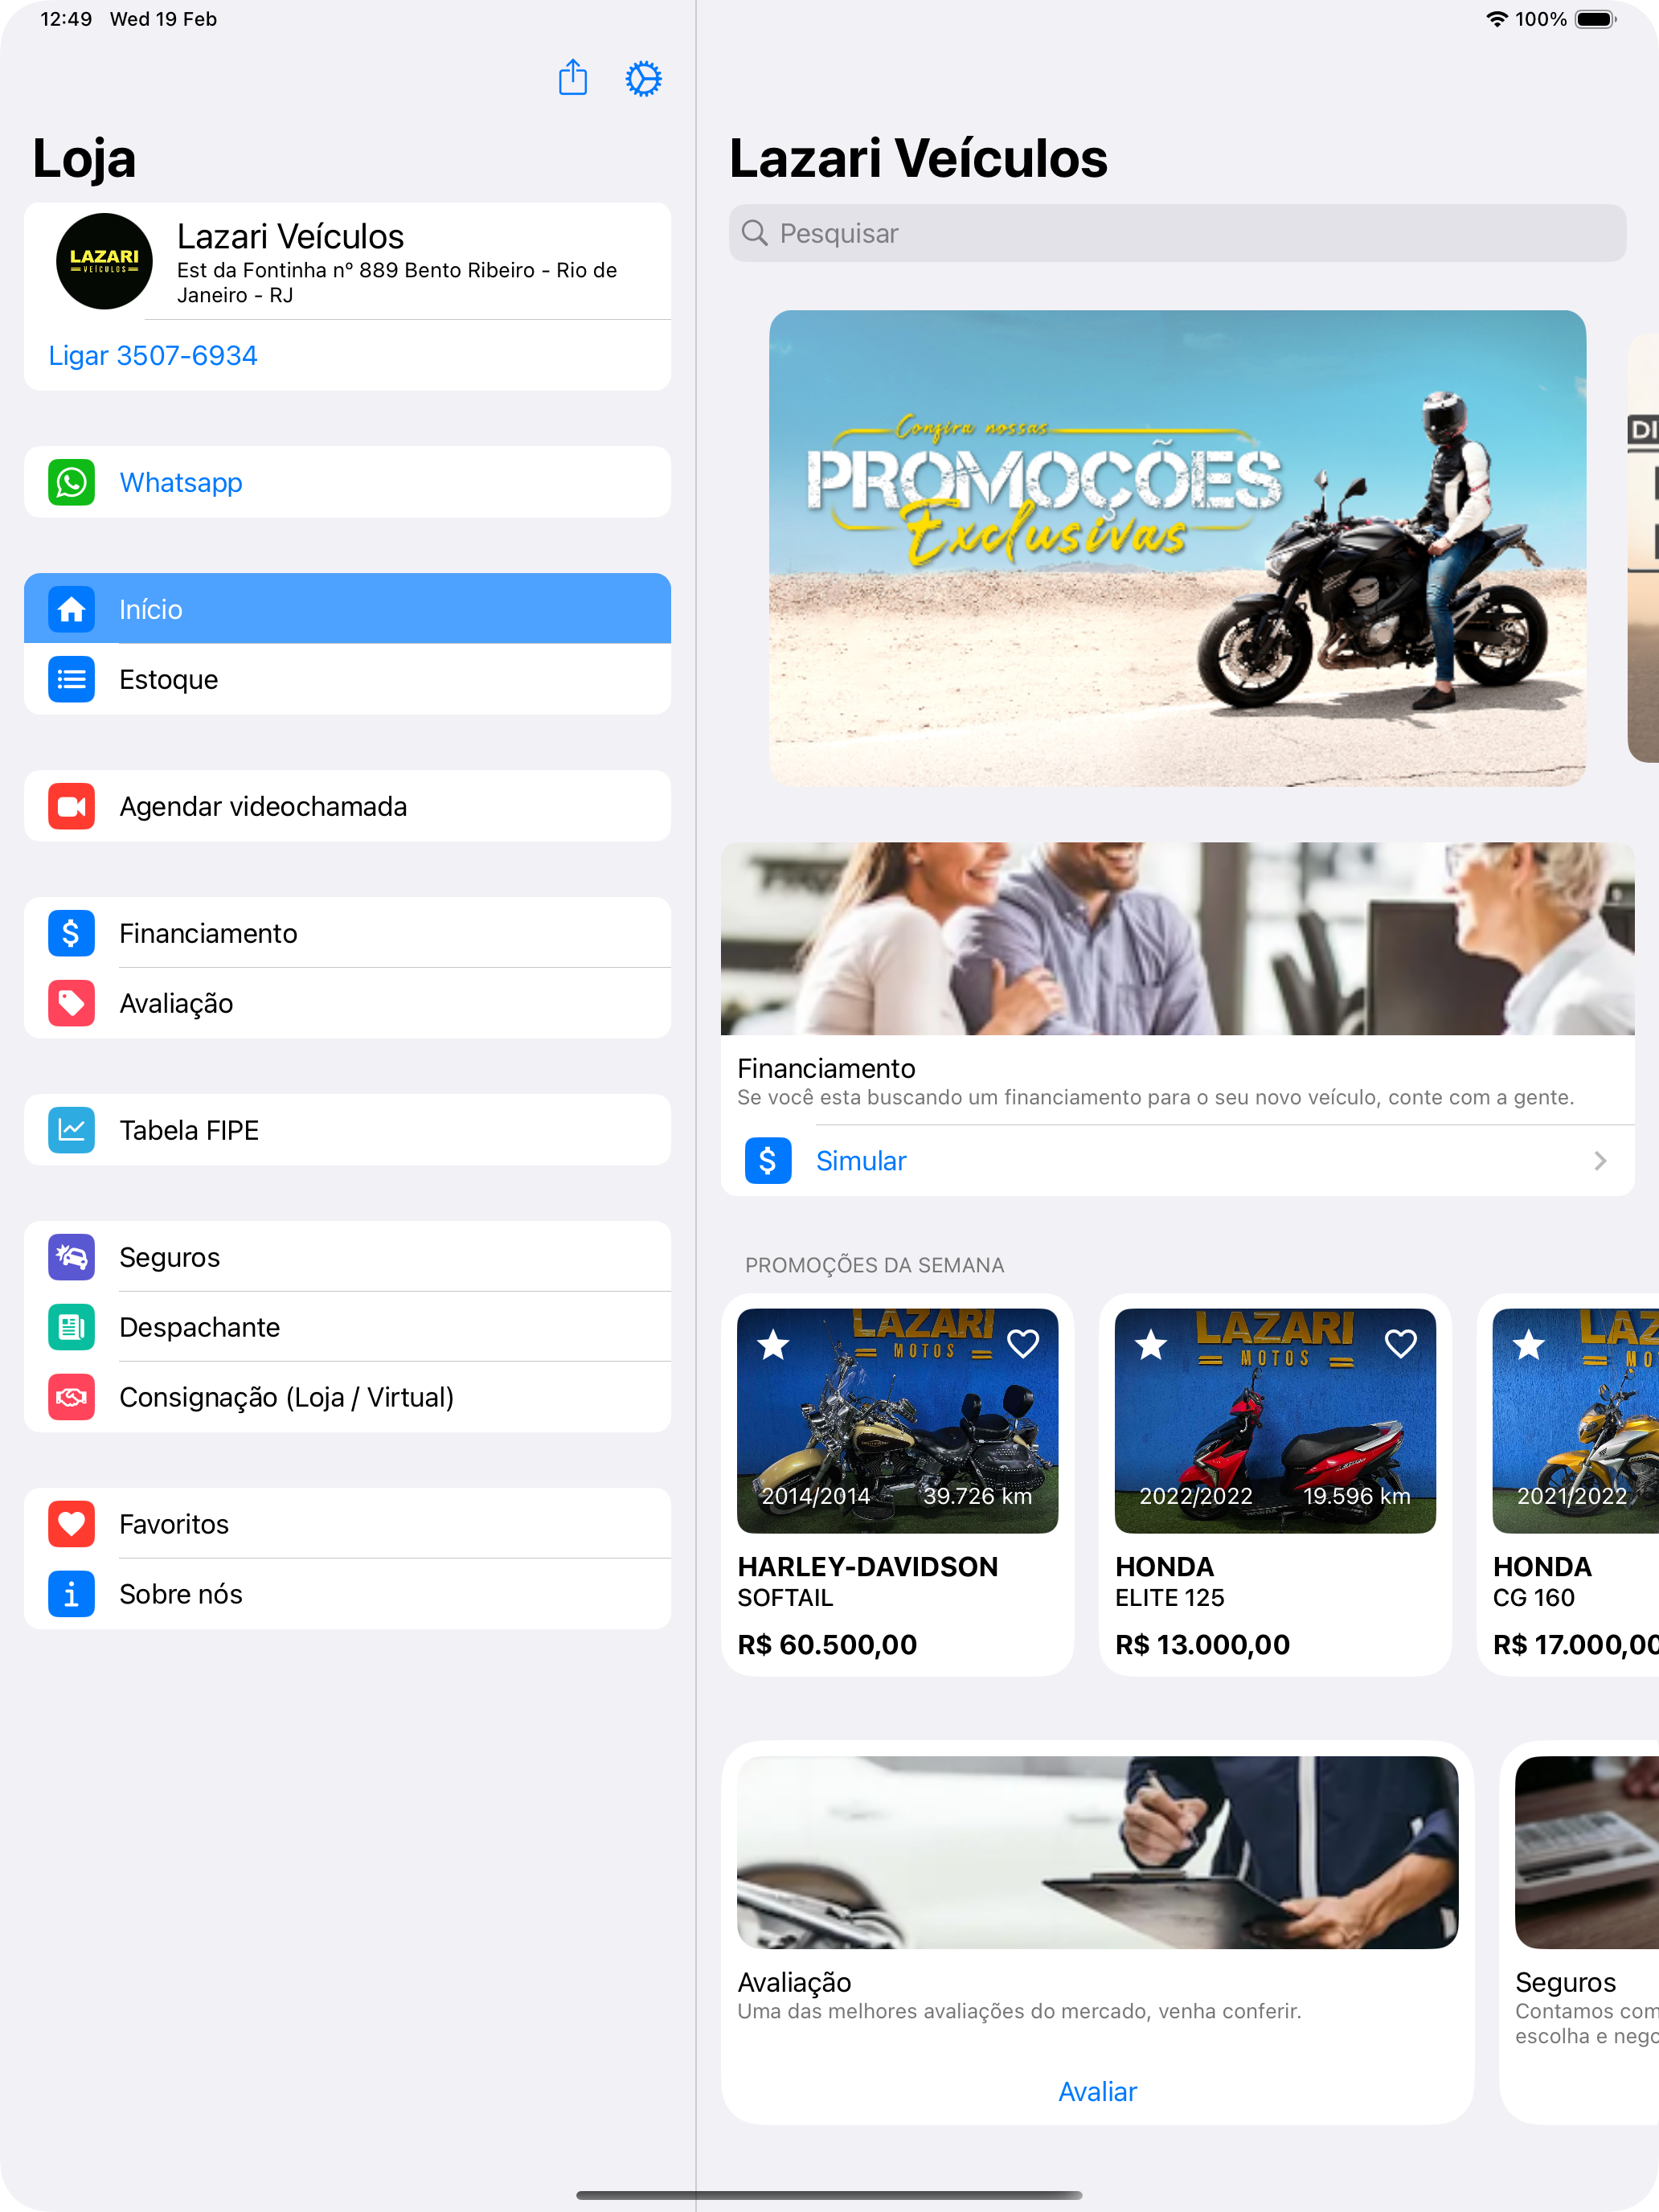 12:49 Wed 19 Feb
100%
Loja
LAZARI
VEÍCULOS
Lazari Veículos
Est da Fontinha nº 889 Bento Ribeiro - Rio de
Janeiro - RJ
Ligar 3507-6934
Whatsapp
Início
Estoque
Agendar videochamada
Financiamento
Avaliação
Tabela FIPE
Seguros
Despachante
Consignação (Loja / Virtual)
Favoritos
Sobre nós
Lazari Veículos
Pesquisar
Confira nossas
PROMOÇÕES
Exclusivas
DI
Financiamento
Se você esta buscando um financiamento para o seu novo veículo, conte com a gente.
Simular
PROMOÇÕES DA SEMANA
LAZARI
MOTOS
2014/2014 39.726 km
HARLEY-DAVIDSON
SOFTAIL
R$ 60.500,00
LAZARI
MOTOS
2022/2022 19.596 km
HONDA
ELITE 125
R$ 13.000,00
LAZ
MO
2021/2022
HONDA
CG 160
R$ 17.000,00
Avaliação
Uma das melhores avaliações do mercado, venha conferir.
Avaliar
Seguros
Contamos com
escolha e nego